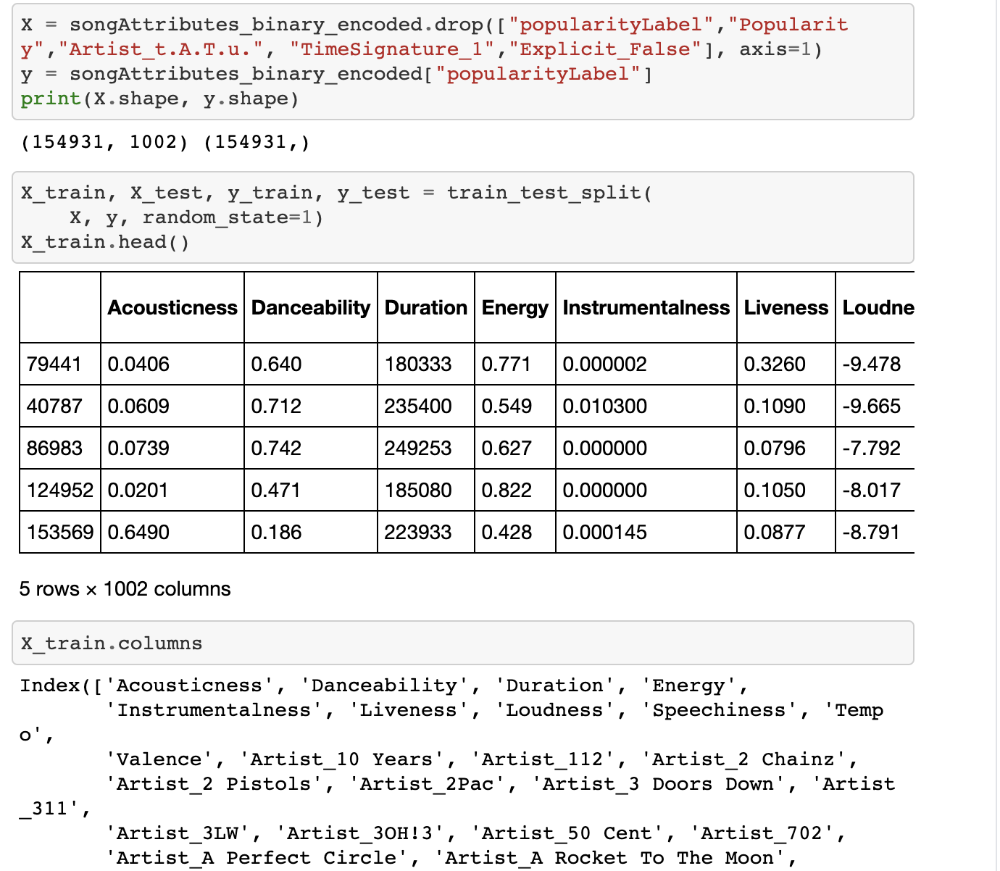 X = songAttributes_binary_encoded.drop(["popularityLabel","Popularit
y","Artist_t.A.T.u.", "TimeSignature_1","Explicit_False"], axis=1)
y = songAttributes_binary_encoded["popularityLabel"]
print(X.shape, y.shape)
(154931, 1002) (154931,)
X_train, X_test, y_train, y_test = train_test_split(
    X, y, random_state=1)
X_train.head()
Acousticness Danceability Duration Energy Instrumentalness Liveness Loudne
79441 0.0406 0.640 180333 0.771 0.000002 0.3260 -9.478
40787 0.0609 0.712 235400 0.549 0.010300 0.1090 -9.665
86983 0.0739 0.742 249253 0.627 0.000000 0.0796 -7.792
124952 0.0201 0.471 185080 0.822 0.000000 0.1050 -8.017
153569 0.6490 0.186 223933 0.428 0.000145 0.0877 -8.791
5 rows × 1002 columns
X_train.columns
Index(['Acousticness', 'Danceability', 'Duration', 'Energy',
       'Instrumentalness', 'Liveness', 'Loudness', 'Speechiness', 'Temp
o',
       'Valence', 'Artist_10 Years', 'Artist_112', 'Artist_2 Chainz',
       'Artist_2 Pistols', 'Artist_2Pac', 'Artist_3 Doors Down', 'Artist
_311',
       'Artist_3LW', 'Artist_3OH!3', 'Artist_50 Cent', 'Artist_702',
       'Artist_A Perfect Circle', 'Artist_A Rocket To The Moon',